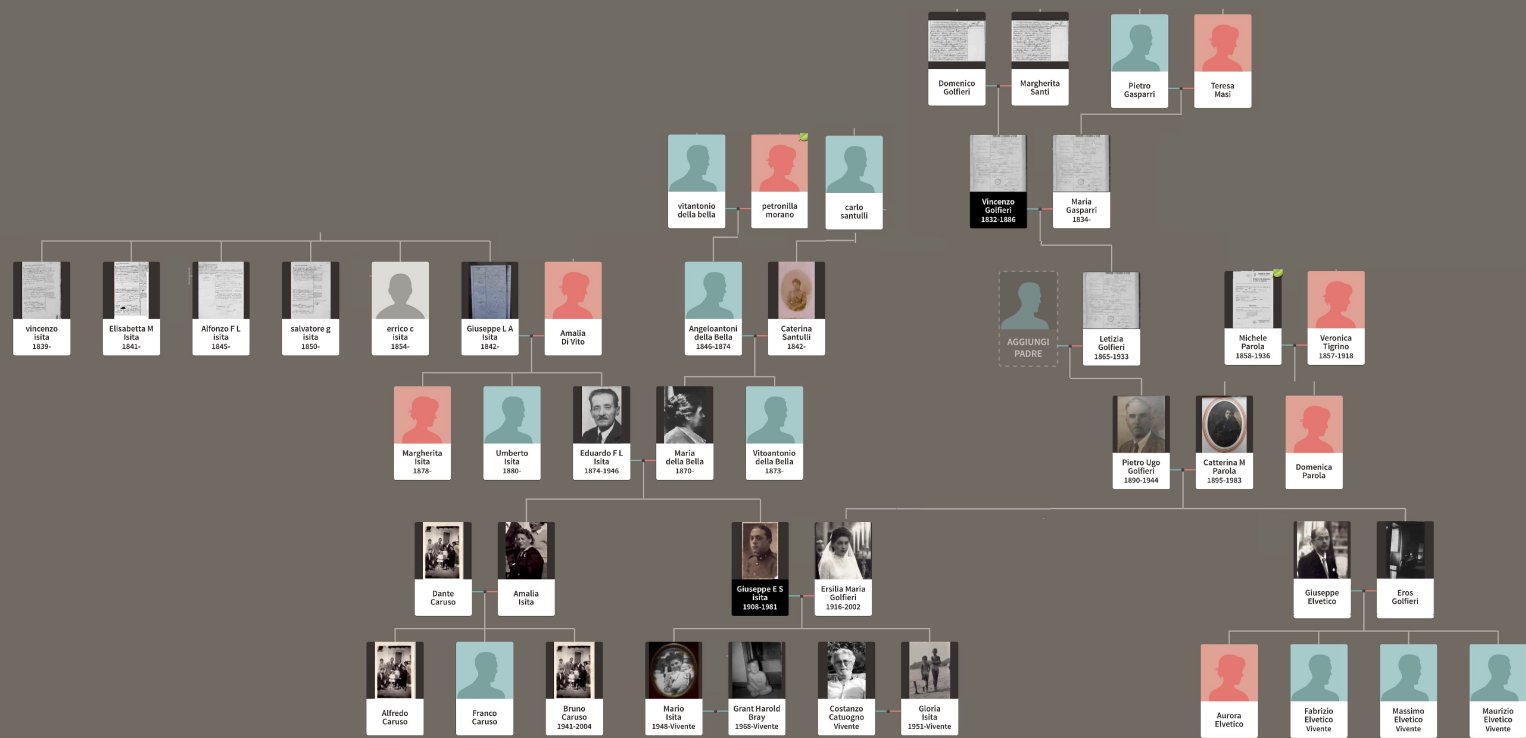 Domenico
Golfieri
Margherita
Santi
Pietro
Gasparri
Teresa
Masi
vitantonio
della bella
petronilla
morano
carlo
santulli
Vincenzo
Golfieri
1832-1886
Maria
Gasparri
1834-
vincenzo
isita
1839-
Elisabetta M
Isita
1841-
Alfonzo F L
isita
1845-
salvatore g
isita
1850-
errico c
isita
1854-
Giuseppe L A
Isita
1842-
Amalia
Di Vito
Angeloantoni
della Bella
1846-1874
Caterina
Santulli
1842-
AGGIUNGI
PADRE
Letizia
Golfieri
1865-1933
Michele
Parola
1858-1936
Veronica
Tigrino
1857-1918
Margherita
Isita
1878-
Umberto
Isita
1880-
Eduardo F L
Isita
1874-1946
Maria
della Bella
1870-
Vitoantonio
della Bella
1873-
Pietro Ugo
Golfieri
1890-1944
Catterina M
Parola
1895-1983
Domenica
Parola
Dante
Caruso
Amalia
Isita
Giuseppe E S
isita
1908-1981
Ersilia Maria
Golfieri
1916-2002
Giuseppe
Elvetico
Eros
Golfieri
Alfredo
Caruso
Franco
Caruso
Bruno
Caruso
1941-2004
Mario
Isita
1948-Vivente
Grant Harold
Bray
1968-Vivente
Costanzo
Catuogno
Vivente
Gloria
Isita
1951-Vivente
Aurora
Elvetico
Fabrizio
Elvetico
Vivente
Massimo
Elvetico
Vivente
Maurizio
Elvetico
Vivente